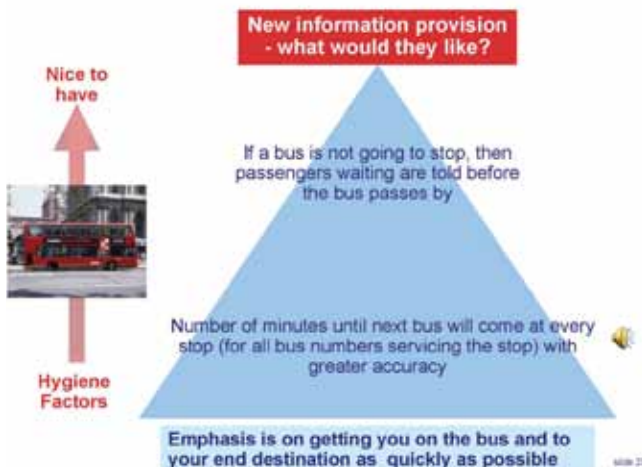 New information provision
- what would they like?
Nice to
have
If a bus is not going to stop, then
passengers waiting are told before
the bus passes by
Number of minutes until next bus will come at every
stop (for all bus numbers servicing the stop) with
greater accuracy
Hygiene
Factors
Emphasis is on getting you on the bus and to
your end destination as quickly as possible